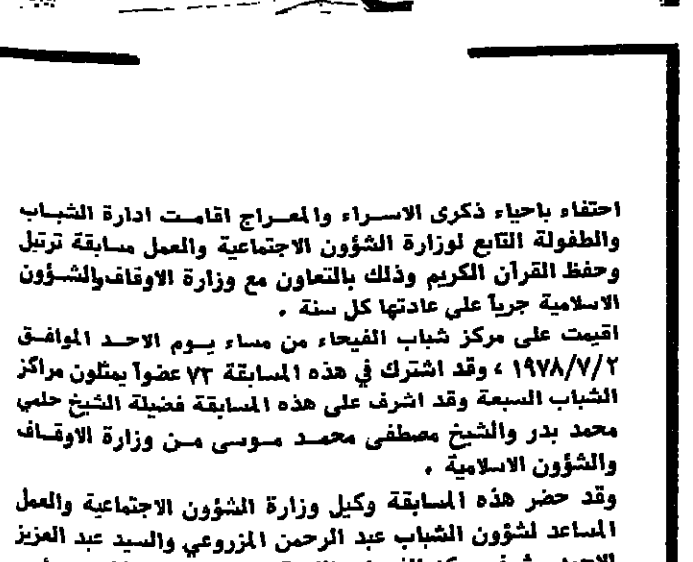 احتفاء باحياء ذكرى الاسراء والمعراج اقامت ادارة الشباب
والطفولة التابع لوزارة الشؤون الاجتماعية والعمل مسابقة ترتيل
وحفظ القرآن الكريم وذلك بالتعاون مع وزارة الاوقاف والشؤون
الاسلامية جرياً علي عادتها كل سنة .
اقيمت على مركز شباب الفيحاء من مساء يوم الاحد الموافق
١٩٧٨/٧/٢ ، وقد اشترك في هذه المسابقة ٧٣ عضواً يمثلون مراكز
الشباب السبعة وقد اشرف على هذه المسابقة فضيلة الشيخ حلمي
محمد بدر والشيخ مصطفى محمد موسى من وزارة الاوقاف
والشؤون الاسلامية .
وقد حضر هذه المسابقة وكيل وزارة الشؤون الاجتماعية والعمل
المساعد لشؤون الشباب عبد الرحمن المزروعي والسيد عبد العزيز